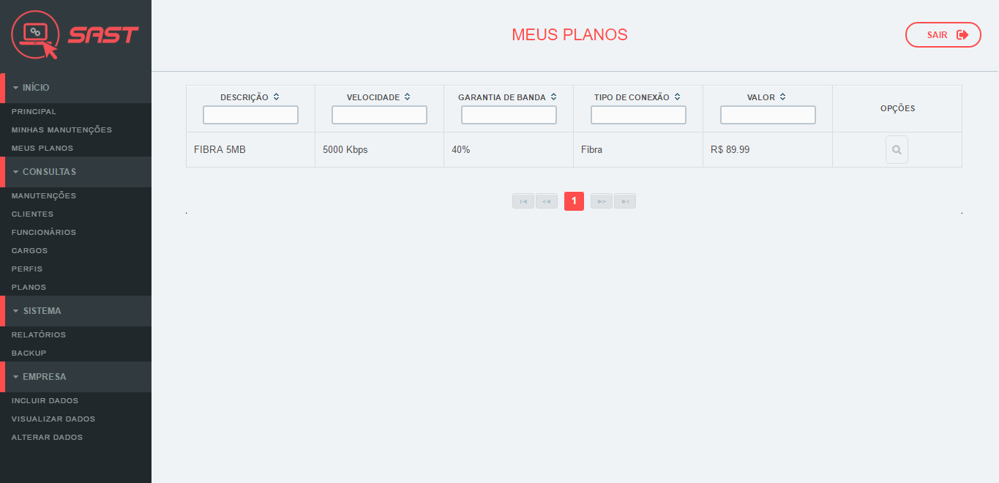 SAST
MEUS PLANOS
SAIR
INÍCIO
PRINCIPAL
MINHAS MANUTENÇÕES
MEUS PLANOS
CONSULTAS
MANUTENÇÕES
CLIENTES
FUNCIONÁRIOS
CARGOS
PERFIS
PLANOS
SISTEMA
RELATÓRIOS
BACKUP
EMPRESA
INCLUIR DADOS
VISUALIZAR DADOS
ALTERAR DADOS
DESCRIÇÃO VELOCIDADE GARANTIA DE BANDA TIPO DE CONEXÃO VALOR OPÇÕES
FIBRA 5MB 5000 Kbps 40% Fibra R$ 89.99
1